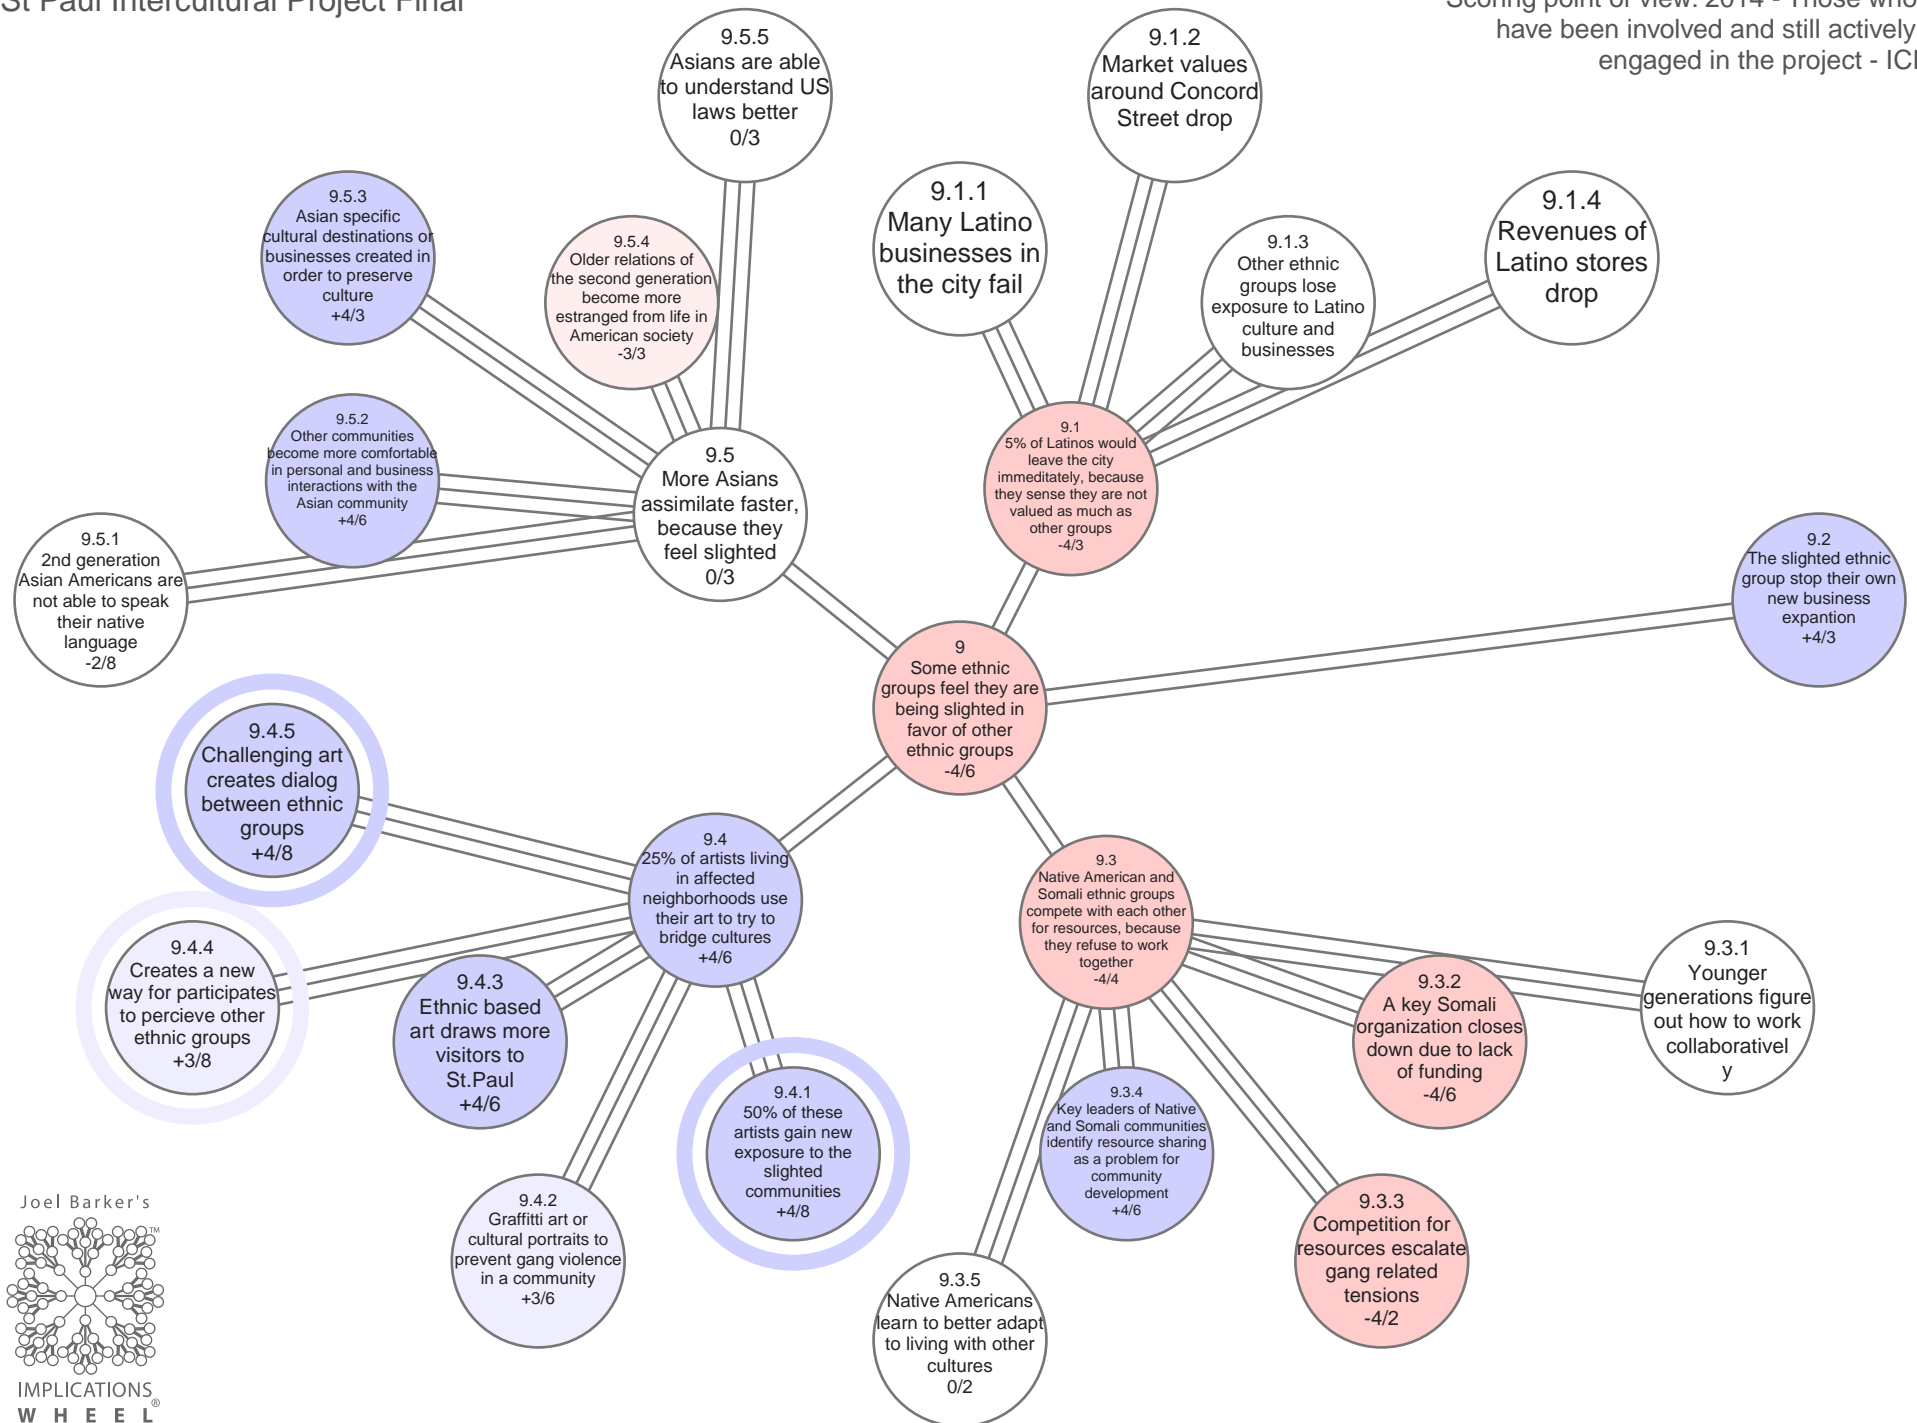 St Paul Intercultural Project Final
Scoring point of view: 2014 - Those who
have been involved and still actively
engaged in the project - ICI
9.5.5
Asians are able
to understand US
laws better
0/3
9.1.2
Market values
around Concord
Street drop
9.5.3
Asian specific
cultural destinations or
businesses created in
order to preserve
culture
+4/3
9.5.4
Older relations of
the second generation
become more
estranged from life in
American society
-3/3
9.1.1
Many Latino
businesses in
the city fail
9.1.3
Other ethnic
groups lose
exposure to Latino
culture and
businesses
9.1.4
Revenues of
Latino stores
drop
9.5.2
Other communities
become more comfortable
in personal and business
interactions with the
Asian community
+4/6
9.5
More Asians
assimilate faster,
because they
feel slighted
0/3
9.1
5% of Latinos would
leave the city
immeditately, because
they sense they are not
valued as much as
other groups
-4/3
9.5.1
2nd generation
Asian Americans are
not able to speak
their native
language
-2/8
9.2
The slighted ethnic
group stop their own
new business
expantion
+4/3
9
Some ethnic
groups feel they are
being slighted in
favor of other
ethnic groups
-4/6
9.4.5
Challenging art
creates dialog
between ethnic
groups
+4/8
9.4
25% of artists living
in affected
neighborhoods use
their art to try to
bridge cultures
+4/6
9.3
Native American and
Somali ethnic groups
compete with each other
for resources, because
they refuse to work
together
-4/4
9.4.4
Creates a new
way for participates
to percieve other
ethnic groups
+3/8
9.4.3
Ethnic based
art draws more
visitors to
St.Paul
+4/6
9.3.2
A key Somali
organization closes
down due to lack
of funding
-4/6
9.3.1
Younger
generations figure
out how to work
collaborativel
y
9.4.1
50% of these
artists gain new
exposure to the
slighted
communities
+4/8
9.3.4
Key leaders of Native
and Somali communities
identify resource sharing
as a problem for
community
development
+4/6
9.4.2
Graffitti art or
cultural portraits to
prevent gang violence
in a community
+3/6
9.3.3
Competition for
resources escalate
gang related
tensions
-4/2
9.3.5
Native Americans
learn to better adapt
to living with other
cultures
0/2
Joel Barker's
TM
IMPLICATIONS
WHEEL®